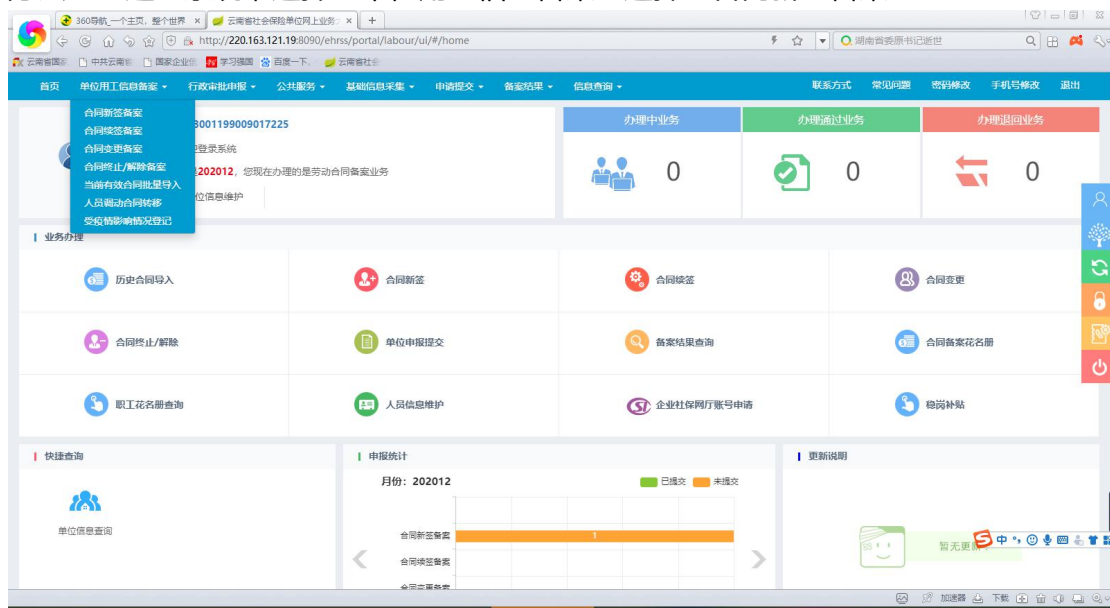 360导航_一个主页，整个世界
云南省社会保险单位网上业务
http://220.163.121.19:8090/ehrss/portal/labour/ui/#/home
湖南省委原书记逝世
云南省国
中共云南省
国家企业信
学习强国
百度一下，
云南省社会
首页 单位用工信息备案 行政审批申报 公共服务 基础信息采集 申请提交 备案结果 信息查询 联系方式 常见问题 密码修改 手机号修改 退出
合同新签备案
合同续签备案
合同变更备案
合同终止/解除备案
当前有效合同批量导入
人员调动合同转移
受疫情影响情况登记
3001199009017225
登录系统
202012，您现在办理的是劳动合同备案业务
位信息维护
办理中业务 办理通过业务 办理退回业务
0 0 0
业务办理
历史合同导入 合同新签 合同续签 合同变更
合同终止/解除 单位申报提交 备案结果查询 合同备案花名册
职工花名册查询 人员信息维护 企业社保网厅账号申请 稳岗补贴
快捷查询 申报统计 更新说明
月份：202012 已提交 未提交
单位信息查询
合同新签备案 1
合同续签备案
合同变更备案
暂无更新
中
加速器 下载